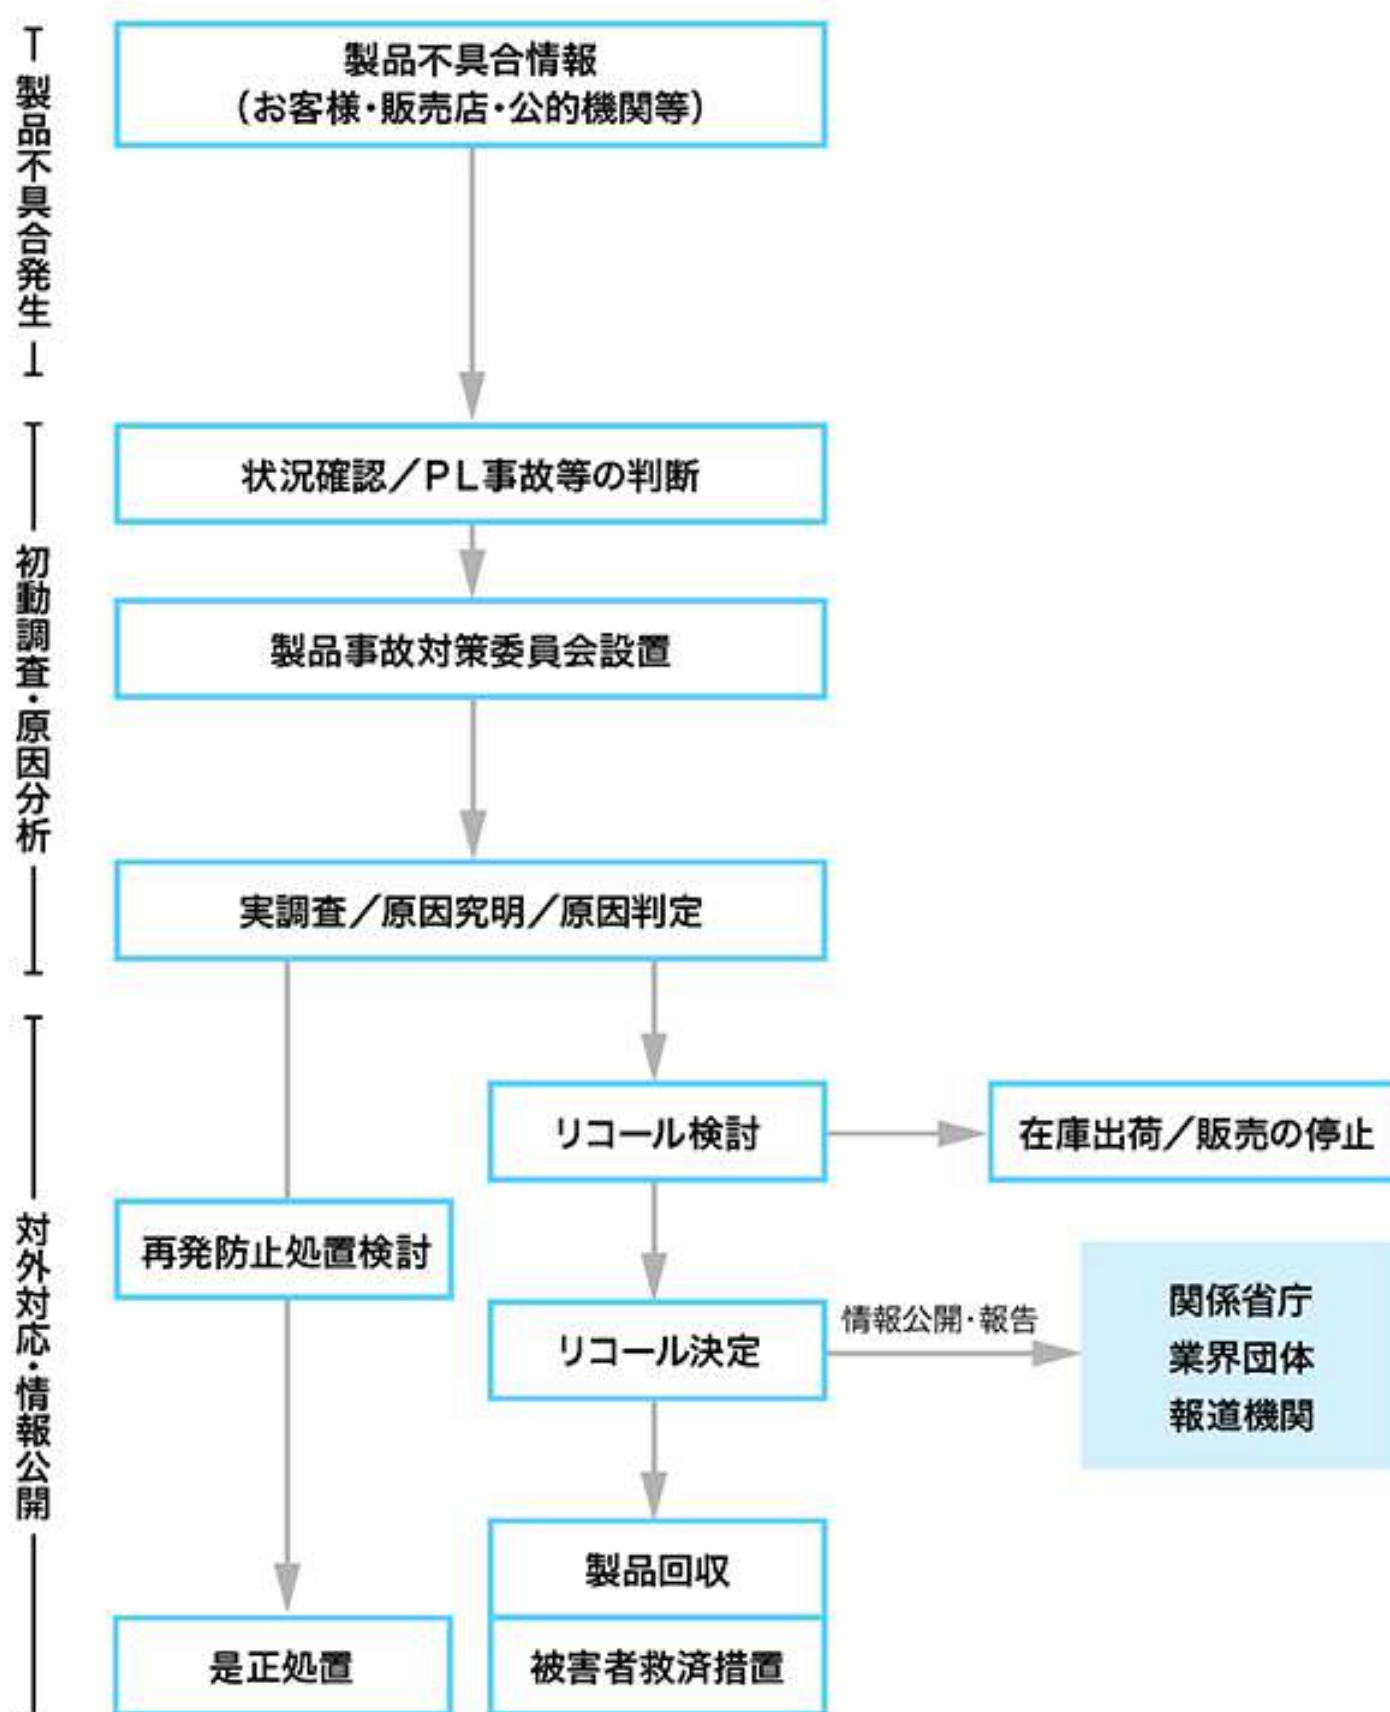 製品不具合発生
製品不具合情報
（お客様・販売店・公的機関等）
初動調査・原因分析
状況確認／PL事故等の判断
製品事故対策委員会設置
実調査／原因究明／原因判定
対外対応・情報公開
リコール検討
在庫出荷／販売の停止
再発防止処置検討
リコール決定
情報公開・報告
関係省庁
業界団体
報道機関
製品回収
是正処置
被害者救済措置